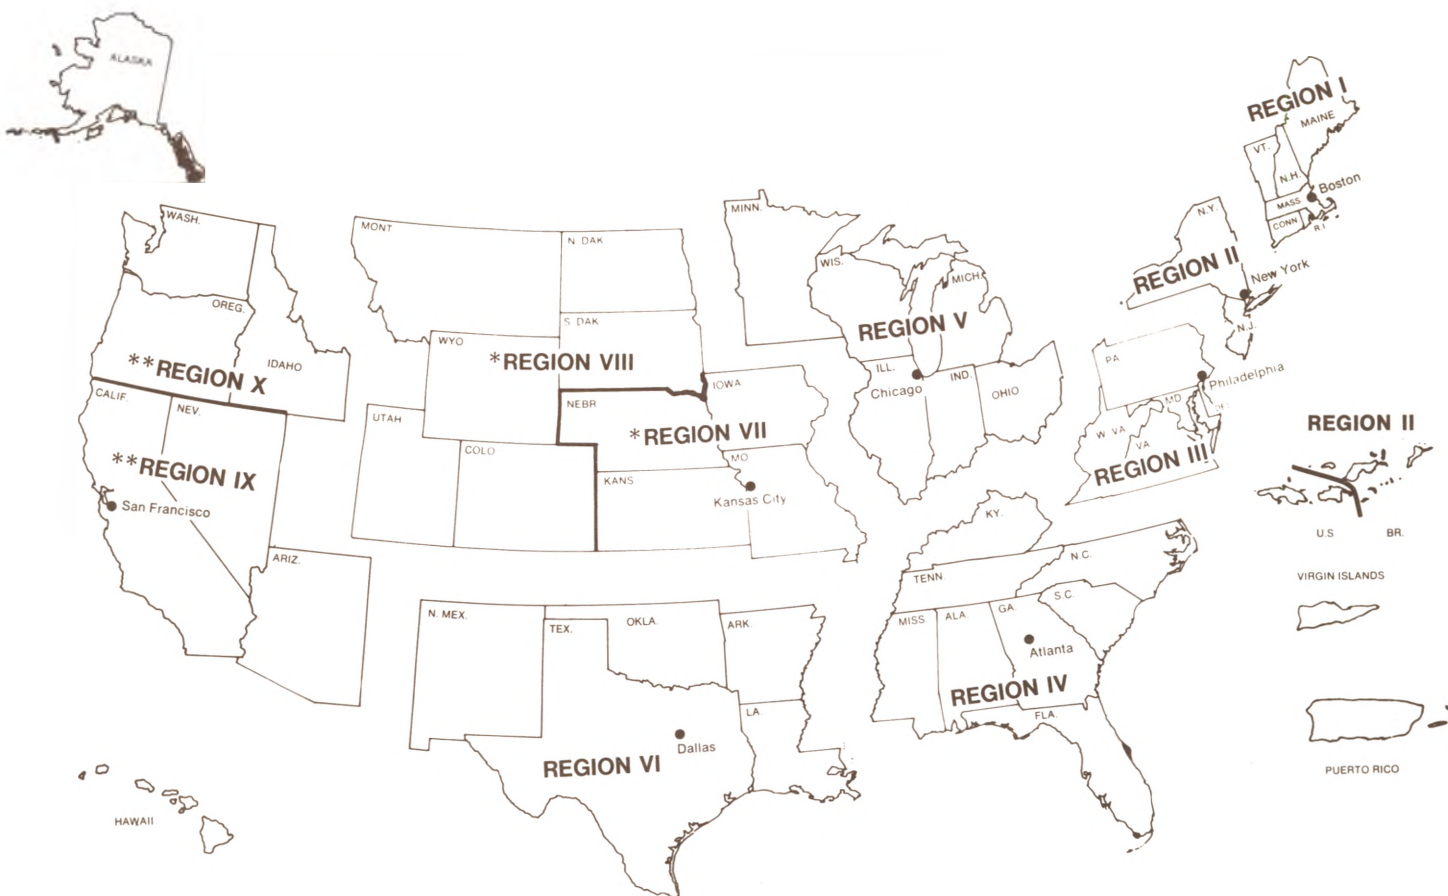 ALASKA
REGION I
MAINE
VT.
N.H.
MASS
Boston
CONN
R.I.
N.Y.
REGION II
New York
N.J.
WASH.
OREG.
IDAHO
**REGION X
MONT
N. DAK
S. DAK
WYO
*REGION VIII
UTAH
COLO
MINN.
WIS.
MICH.
REGION V
ILL.
IND.
OHIO
Chicago
PA
Philadelphia
MD
DEL
W VA
VA
REGION III
CALIF.
NEV.
**REGION IX
San Francisco
ARIZ.
NEBR
IOWA
*REGION VII
MO
KANS
Kansas City
REGION II
U.S
BR.
VIRGIN ISLANDS
PUERTO RICO
KY.
TENN.
N.C.
S.C.
MISS.
ALA.
GA.
Atlanta
REGION IV
FLA.
N. MEX.
TEX.
OKLA.
ARK.
LA.
Dallas
REGION VI
HAWAII